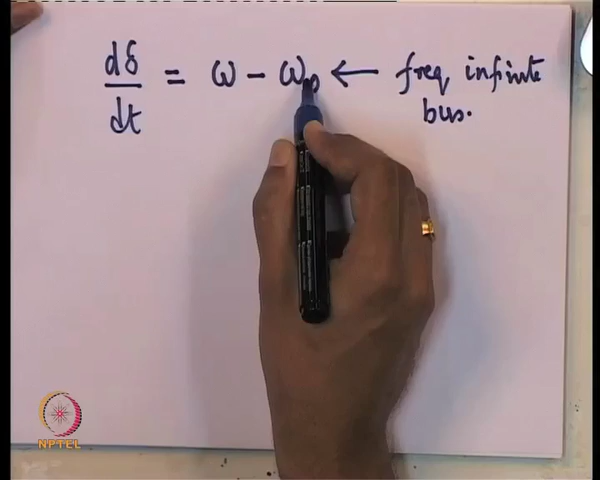 dδ/dt = ω - ω₀ ← freq infinite
bus.
NPTEL